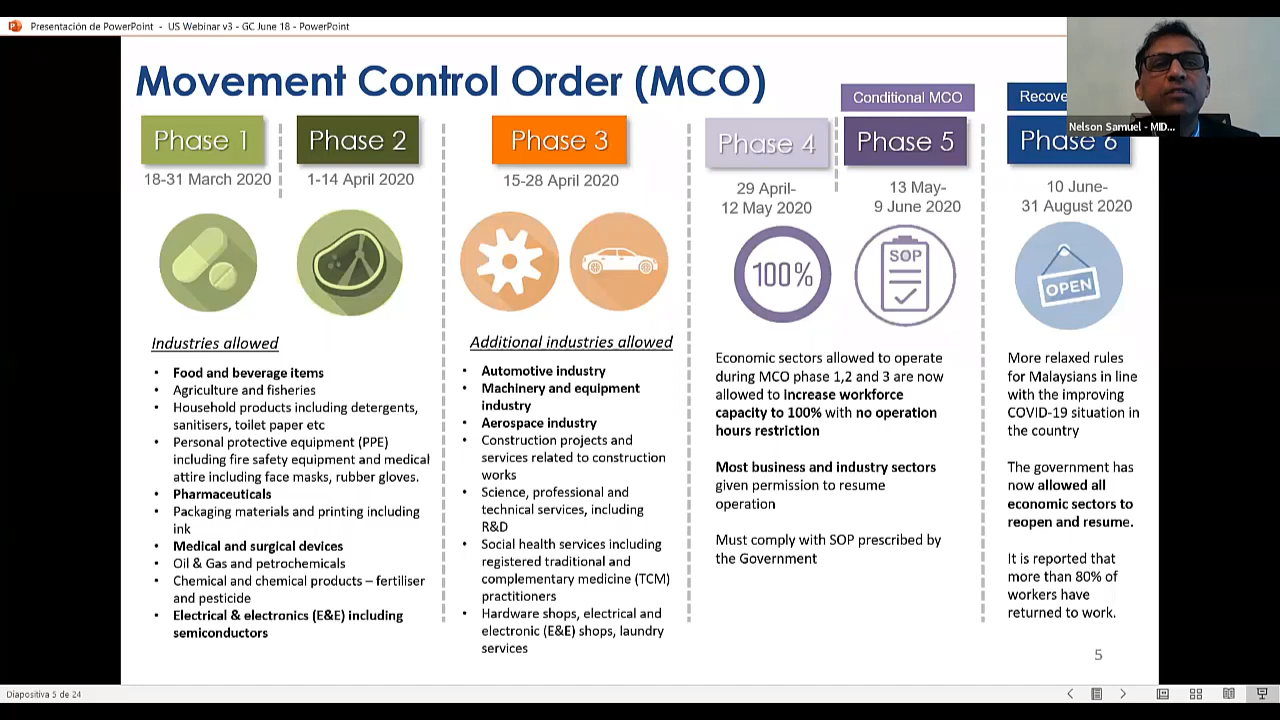 Presentación de PowerPoint - US Webinar v3 - GC June 18 - PowerPoint
Movement Control Order (MCO)
Conditional MCO
Phase 1
Phase 2
Phase 3
Phase 4
Phase 5
Phase 6
Nelson Samuel - MID...
18-31 March 2020
1-14 April 2020
15-28 April 2020
29 April-
12 May 2020
13 May-
9 June 2020
10 June-
31 August 2020
100%
SOP
OPEN
Industries allowed
• Food and beverage items
• Agriculture and fisheries
• Household products including detergents,
sanitisers, toilet paper etc
• Personal protective equipment (PPE)
including fire safety equipment and medical
attire including face masks, rubber gloves.
• Pharmaceuticals
• Packaging materials and printing including
ink
• Medical and surgical devices
• Oil & Gas and petrochemicals
• Chemical and chemical products – fertiliser
and pesticide
• Electrical & electronics (E&E) including
semiconductors
Additional industries allowed
• Automotive industry
• Machinery and equipment
industry
• Aerospace industry
• Construction projects and
services related to construction
works
• Science, professional and
technical services, including
R&D
• Social health services including
registered traditional and
complementary medicine (TCM)
practitioners
• Hardware shops, electrical and
electronic (E&E) shops, laundry
services
Economic sectors allowed to operate
during MCO phase 1,2 and 3 are now
allowed to increase workforce
capacity to 100% with no operation
hours restriction
Most business and industry sectors
given permission to resume
operation
Must comply with SOP prescribed by
the Government
More relaxed rules
for Malaysians in line
with the improving
COVID-19 situation in
the country
The government has
now allowed all
economic sectors to
reopen and resume.
It is reported that
more than 80% of
workers have
returned to work.
5
Diapositiva 5 de 24